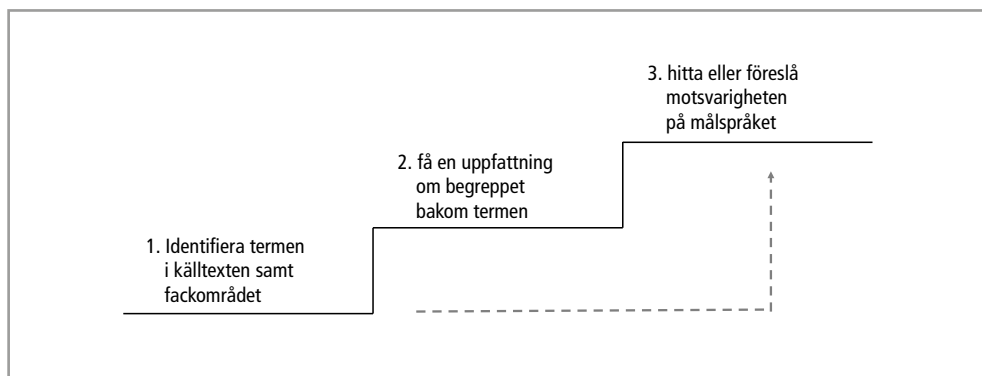 1. Identifiera termen
i källtexten samt
fackområdet
2. få en uppfattning
om begreppet
bakom termen
3. hitta eller föreslå
motsvarigheten
på målspråket